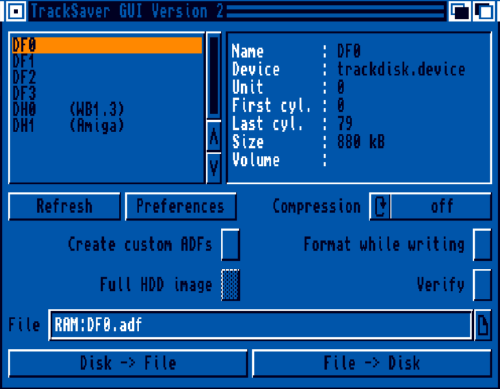 TrackSaver GUI Version 2
DF0
DF1
DF2
DF3
DH0 (WB1.3)
DH1 (Amiga)
Name : DF0
Device : trackdisk.device
Unit : 0
First cyl. : 0
Last cyl. : 79
Size : 880 kB
Volume :
Refresh
Preferences
Compression
off
Create custom ADFs
Format while writing
Full HDD image
Verify
File
RAM:DF0.adf
Disk -> File
File -> Disk